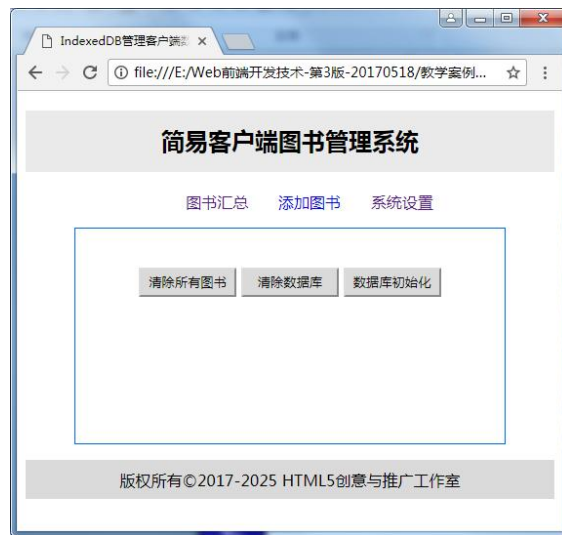 IndexedDB管理客户端
file:///E:/Web前端开发技术-第3版-20170518/教学案例...
简易客户端图书管理系统
图书汇总 添加图书 系统设置
清除所有图书 清除数据库 数据库初始化
版权所有©2017-2025 HTML5创意与推广工作室